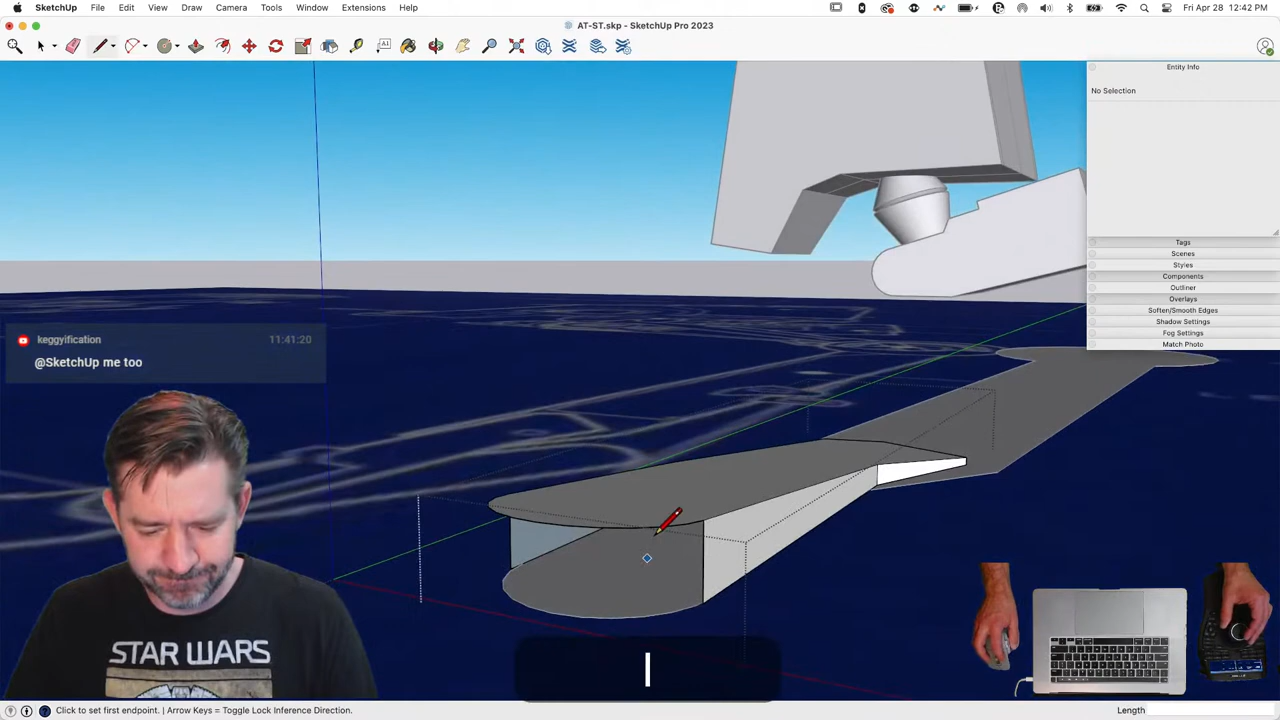 SketchUp File Edit View Draw Camera Tools Window Extensions Help
Fri Apr 28 12:42 PM
AT-ST.skp - SketchUp Pro 2023
Entity Info
No Selection
Tags
Scenes
Styles
Components
Outliner
Overlays
Soften/Smooth Edges
Shadow Settings
Fog Settings
Match Photo
keggyification 11:41:20
@SketchUp me too
STAR WARS
l
Click to set first endpoint. | Arrow Keys = Toggle Lock Inference Direction.
Length